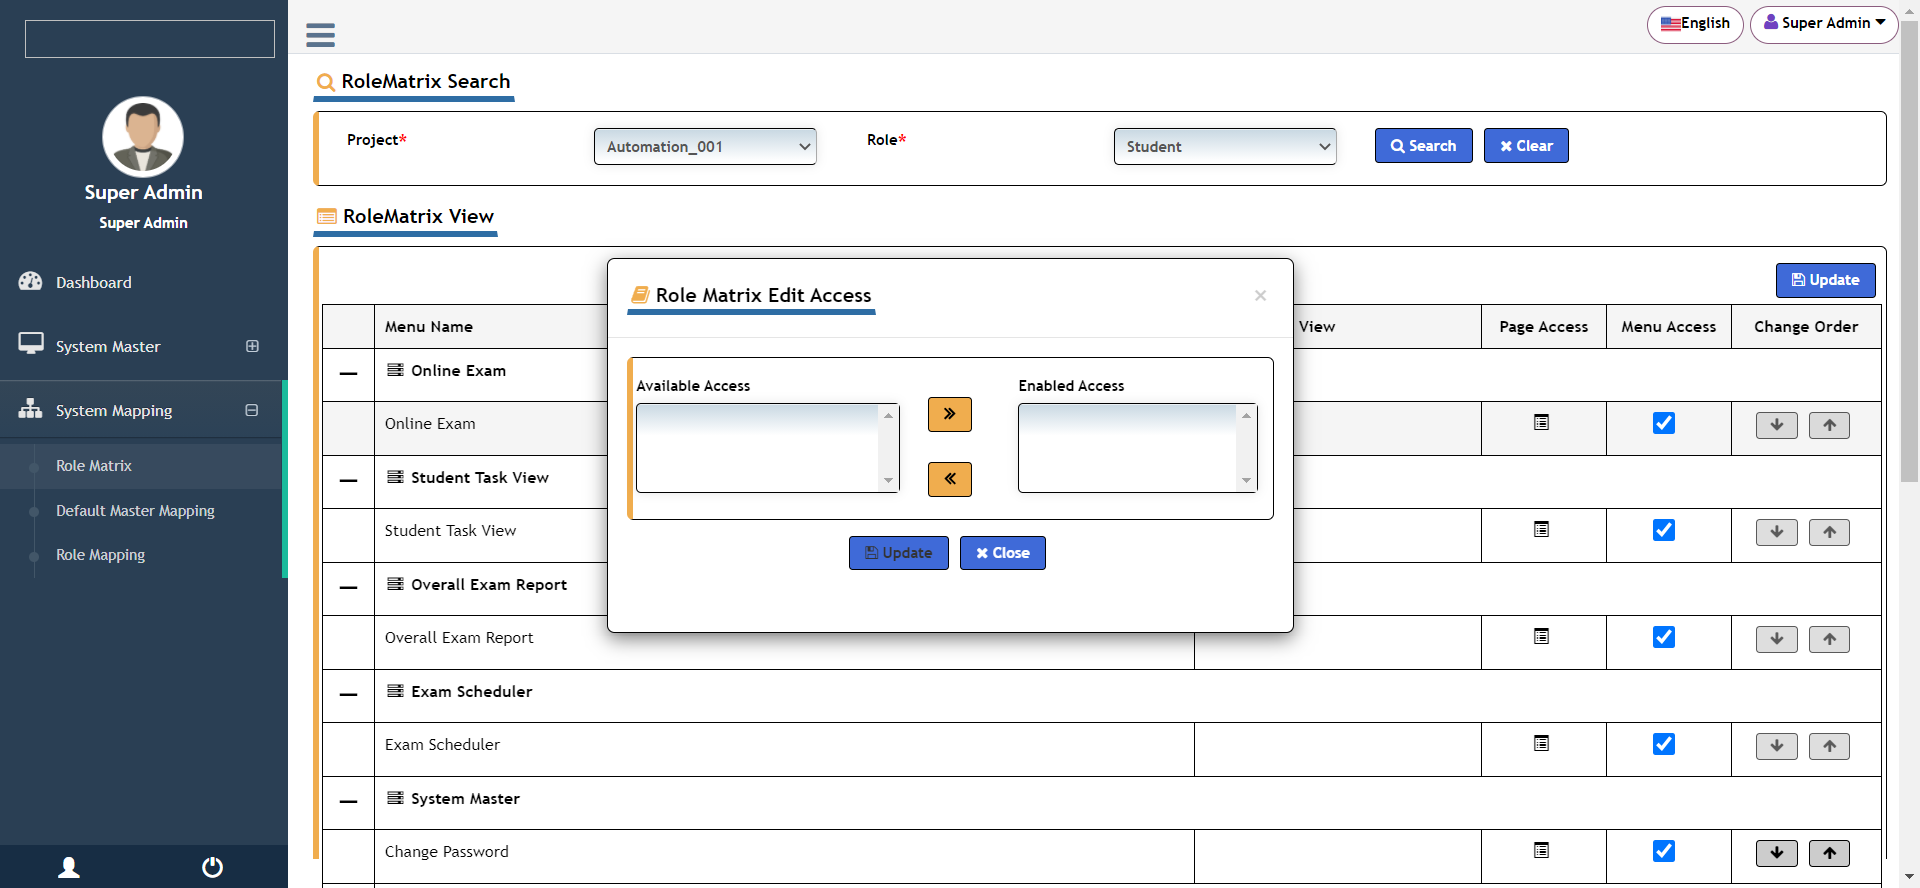 English
Super Admin
Super Admin
Super Admin
Dashboard
System Master
System Mapping
Role Matrix
Default Master Mapping
Role Mapping
RoleMatrix Search
Project*
Automation_001
Role*
Student
Search
Clear
RoleMatrix View
Update
Menu Name
View
Page Access
Menu Access
Change Order
Online Exam
Online Exam
Student Task View
Student Task View
Overall Exam Report
Overall Exam Report
Exam Scheduler
Exam Scheduler
System Master
Change Password
Role Matrix Edit Access
×
Available Access
Enabled Access
Update
Close